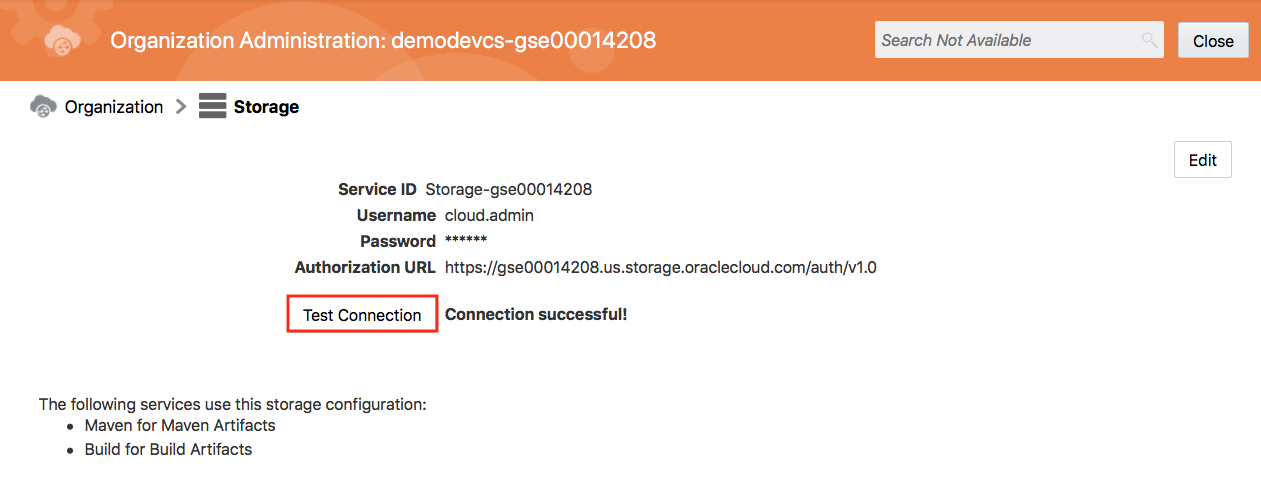 Organization Administration: demodevcs-gse00014208
Search Not Available
Close
Organization
Storage
Edit
Service ID Storage-gse00014208
Username cloud.admin
Password ******
Authorization URL https://gse00014208.us.storage.oraclecloud.com/auth/v1.0
Test Connection Connection successful!
The following services use this storage configuration:
• Maven for Maven Artifacts
• Build for Build Artifacts